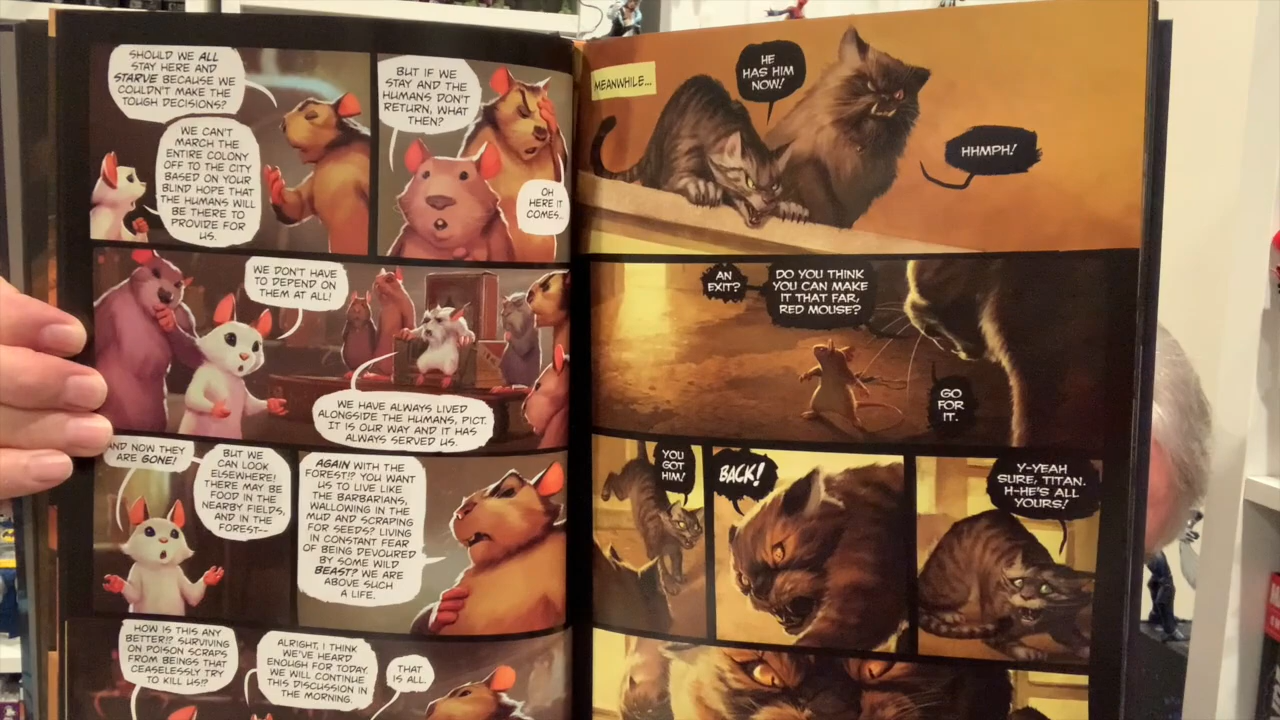 SHOULD WE ALL
STAY HERE AND
STARVE BECAUSE WE
COULDN'T MAKE THE
TOUGH DECISIONS?
WE CAN'T
MARCH THE
ENTIRE COLONY
OFF TO THE CITY
BASED ON YOUR
BLIND HOPE THAT
THE HUMANS WILL
BE THERE TO
PROVIDE FOR
US.
BUT IF WE
STAY AND THE
HUMANS DON'T
RETURN, WHAT
THEN?
OH
HERE IT
COMES..
WE DON'T HAVE
TO DEPEND ON
THEM AT ALL!
WE HAVE ALWAYS LIVED
ALONGSIDE THE HUMANS, PICT.
IT IS OUR WAY AND IT HAS
ALWAYS SERVED US.
AND NOW THEY
ARE GONE!
BUT WE
CAN LOOK
ELSEWHERE!
THERE MAY BE
FOOD IN THE
NEARBY FIELDS,
AND IN THE
FOREST--
AGAIN WITH THE
FOREST!? YOU WANT
US TO LIVE LIKE
THE BARBARIANS,
WALLOWING IN THE
MUD AND SCRAPING
FOR SEEDS? LIVING
IN CONSTANT FEAR
OF BEING DEVOURED
BY SOME WILD
BEAST? WE ARE
ABOVE SUCH
A LIFE.
HOW IS THIS ANY
BETTER!? SURVIVING
ON POISON SCRAPS
FROM BEINGS THAT
CEASELESSLY TRY
TO KILL US!?
ALRIGHT, I THINK
WE'VE HEARD
ENOUGH FOR TODAY.
WE WILL CONTINUE
THIS DISCUSSION IN
THE MORNING.
THAT
IS ALL.
MEANWHILE...
HE
HAS HIM
NOW!
HHMPH!
AN
EXIT?
DO YOU THINK
YOU CAN MAKE
IT THAT FAR,
RED MOUSE?
GO
FOR
IT.
YOU
GOT
HIM!
BACK!
Y-YEAH
SURE, TITAN.
H-HE'S ALL
YOURS!